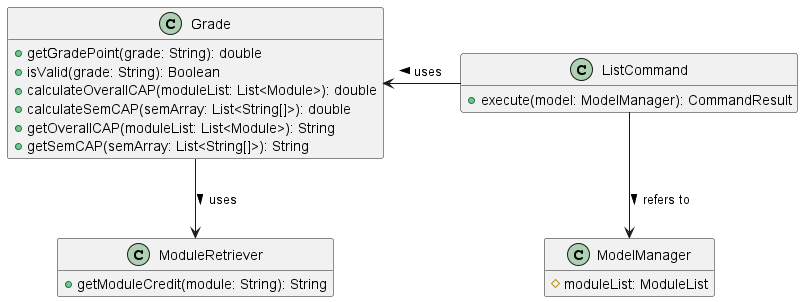 C Grade
getGradePoint(grade: String): double
isValid(grade: String): Boolean
calculateOverallCAP(moduleList: List<Module>): double
calculateSemCAP(semArray: List<String[]>): double
getOverallCAP(moduleList: List<Module>): String
getSemCAP(semArray: List<String[]>): String
uses
C ListCommand
execute(model: ModelManager): CommandResult
uses
refers to
C ModuleRetriever
getModuleCredit(module: String): String
C ModelManager
moduleList: ModuleList